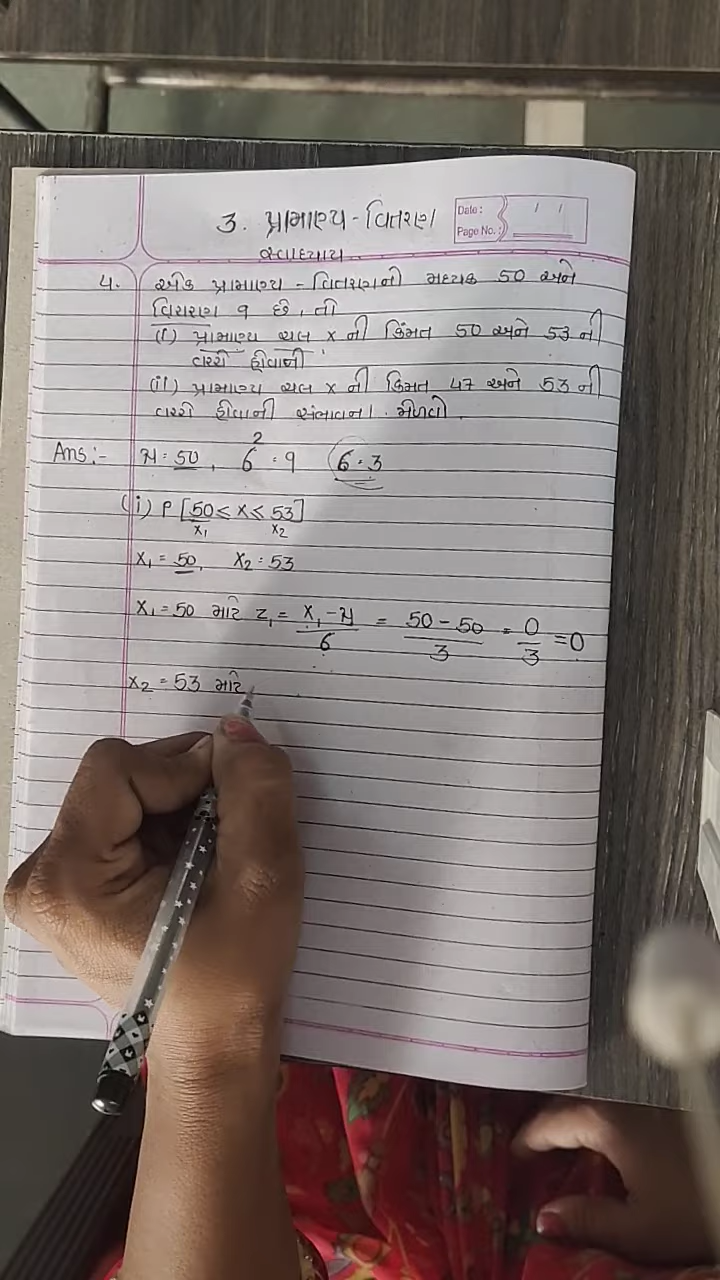 3. પ્રામાણ્ય-વિતરણ
Date: / /
Page No.:
સ્વાધ્યાય
૫. એક પ્રામાણ્ય-વિતરણનો મધ્યક 50 અને
વિચરણ 9 છે, તો
(i) પ્રામાણ્ય ચલ x ની કિંમત 50 અને 53 ની
વચ્ચે હોવાની
(ii) પ્રામાણ્ય ચલ x ની કિંમત 47 અને 53 ની
વચ્ચે હોવાની સંભાવના મેળવો.
Ans:- μ = 50, σ² = 9 σ = 3
(i) P [50 ≤ x ≤ 53]
x₁ x₂
x₁ = 50, x₂ = 53
x₁ = 50 માટે z₁ = x₁-μ/σ = 50-50/3 = 0/3 = 0
x₂ = 53 માટે